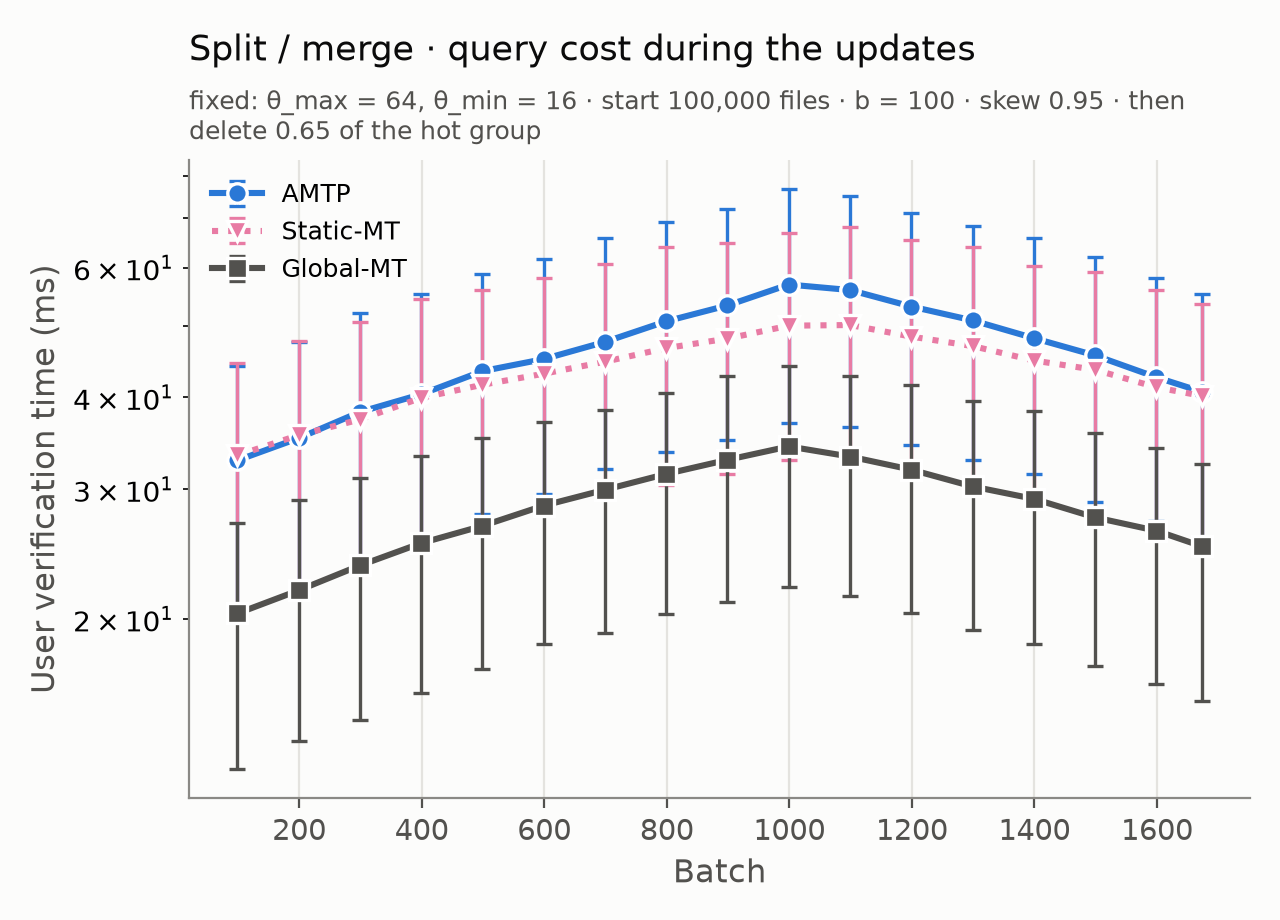 Split / merge · query cost during the updates
fixed: θ_max = 64, θ_min = 16 · start 100,000 files · b = 100 · skew 0.95 · then
delete 0.65 of the hot group
AMTP
Static-MT
Global-MT
User verification time (ms)
6 × 10¹
4 × 10¹
3 × 10¹
2 × 10¹
200 400 600 800 1000 1200 1400 1600
Batch